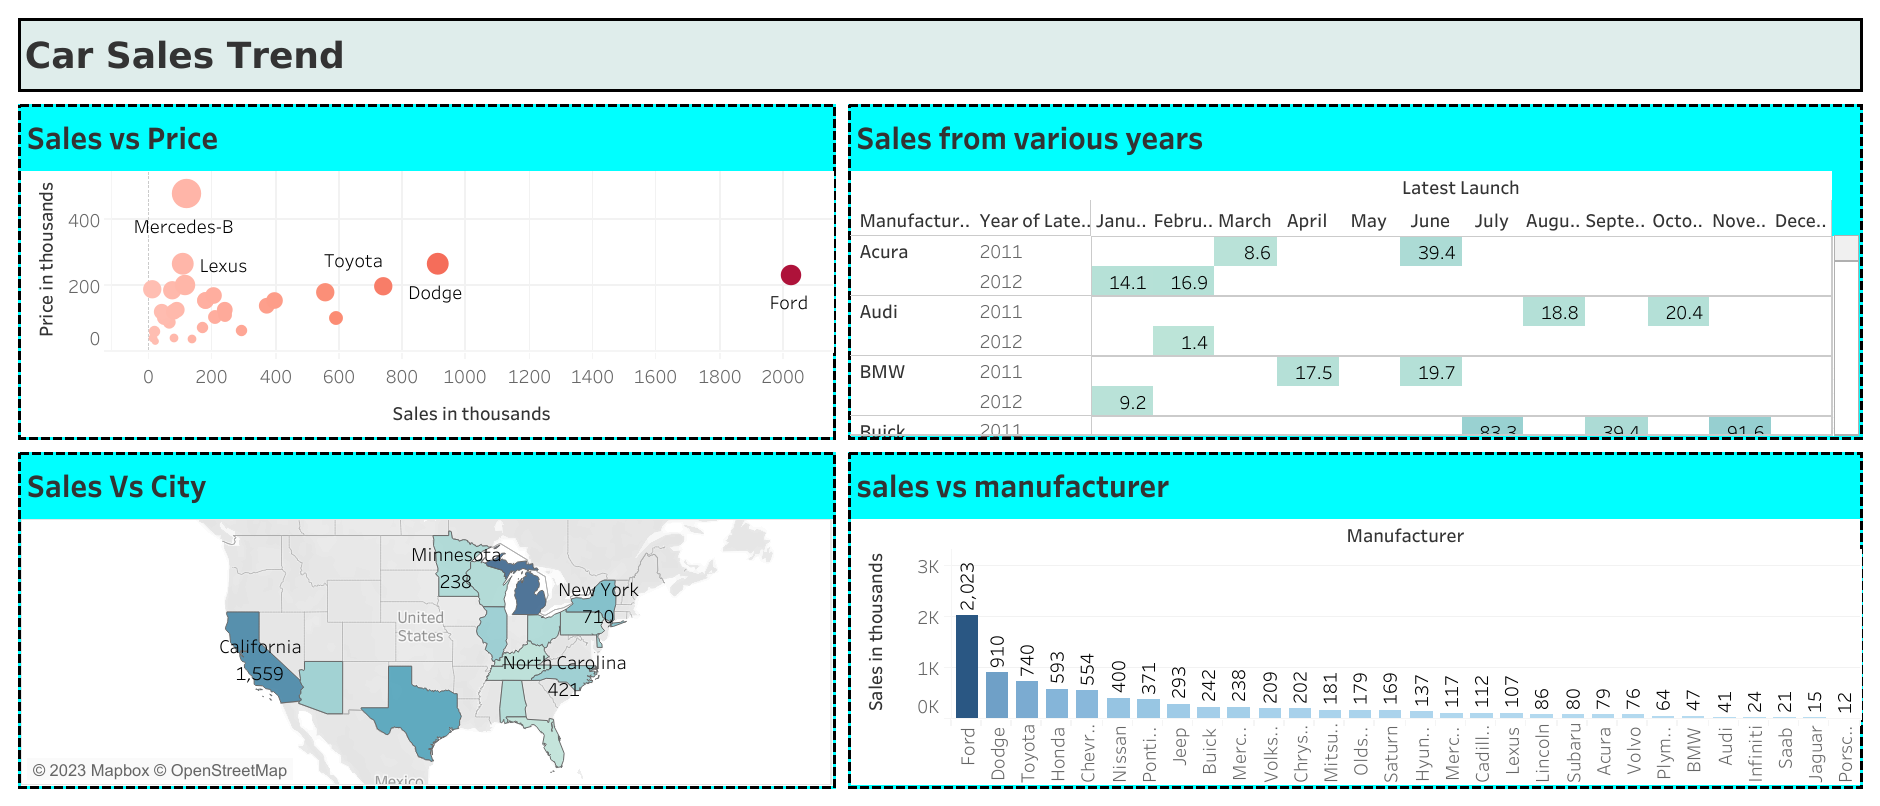 Car Sales Trend
Sales vs Price
Price in thousands
400
200
0
Mercedes-B
Lexus
Toyota
Dodge
Ford
0 200 400 600 800 1000 1200 1400 1600 1800 2000
Sales in thousands
Sales from various years
Latest Launch
Manufactur.. Year of Late.. Janu.. Febru.. March April May June July Augu.. Septe.. Octo.. Nove.. Dece..
Acura 2011 8.6 39.4
2012 14.1 16.9
Audi 2011 18.8 20.4
2012 1.4
BMW 2011 17.5 19.7
2012 9.2
Buick 2011 83.3 39.4 91.6
Sales Vs City
Minnesota
238
New York
710
United
States
California
1,559
North Carolina
421
Mexico
© 2023 Mapbox © OpenStreetMap
sales vs manufacturer
Manufacturer
Sales in thousands
3K
2K
1K
0K
2,023 910 740 593 554 400 371 293 242 238 209 202 181 179 169 137 117 112 107 86 80 79 76 64 47 41 24 21 15 12
Ford Dodge Toyota Honda Chevr.. Nissan Ponti.. Jeep Buick Merc.. Volks.. Chrys.. Mitsu.. Olds.. Saturn Hyun.. Merc.. Cadill.. Lexus Lincoln Subaru Acura Volvo Plym.. BMW Audi Infiniti Saab Jaguar Porsc..